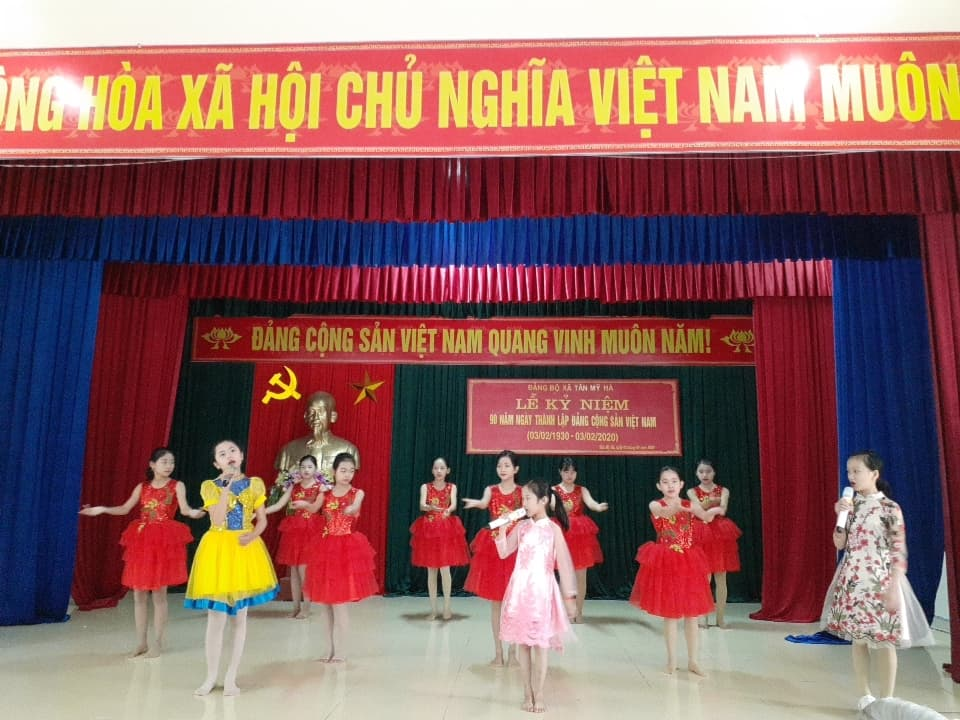 ÔNG HÒA XÃ HỘI CHỦ NGHĨA VIỆT NAM MUÔN
ĐẢNG CỘNG SẢN VIỆT NAM QUANG VINH MUÔN NĂM!
ĐẢNG BỘ XÃ TÂN MỸ HÀ
LỄ KỶ NIỆM
90 NĂM NGÀY THÀNH LẬP ĐẢNG CỘNG SẢN VIỆT NAM
(03/02/1930 - 03/02/2020)